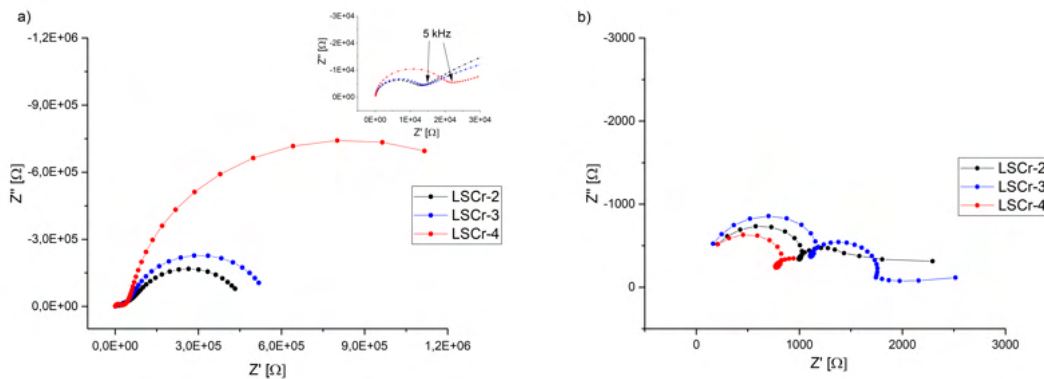 a)
-1,2E+06
-9,0E+05
-6,0E+05
-3,0E+05
0,0E+00
Z'' [Ω]
0,0E+00 3,0E+05 6,0E+05 9,0E+05 1,2E+06
Z' [Ω]
-3E+04
-2E+04
-1E+04
0E+00
Z'' [Ω]
5 kHz
0E+00 1E+04 2E+04 3E+04
Z' [Ω]
LSCr-2
LSCr-3
LSCr-4
b)
-3000
-2000
-1000
0
Z'' [Ω]
0 1000 2000 3000
Z' [Ω]
LSCr-2
LSCr-3
LSCr-4